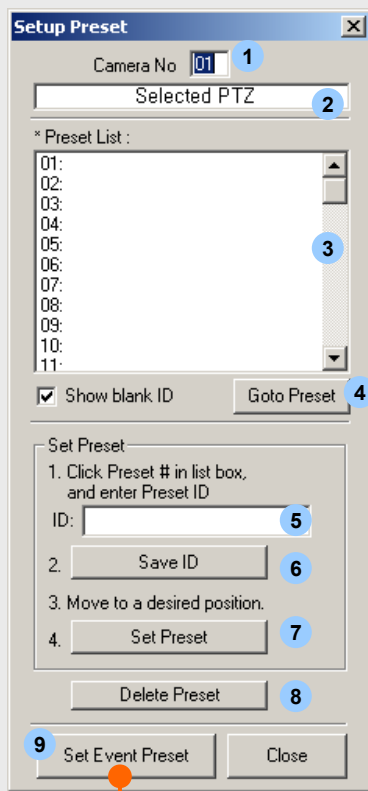 Setup Preset
Camera No 01 1
Selected PTZ 2
* Preset List :
01:
02:
03:
04:
05:
06:
07:
08:
09:
10:
11:
3
Show blank ID Goto Preset 4
Set Preset
1. Click Preset # in list box,
and enter Preset ID
ID: 5
2. Save ID 6
3. Move to a desired position.
4. Set Preset 7
Delete Preset 8
9 Set Event Preset Close